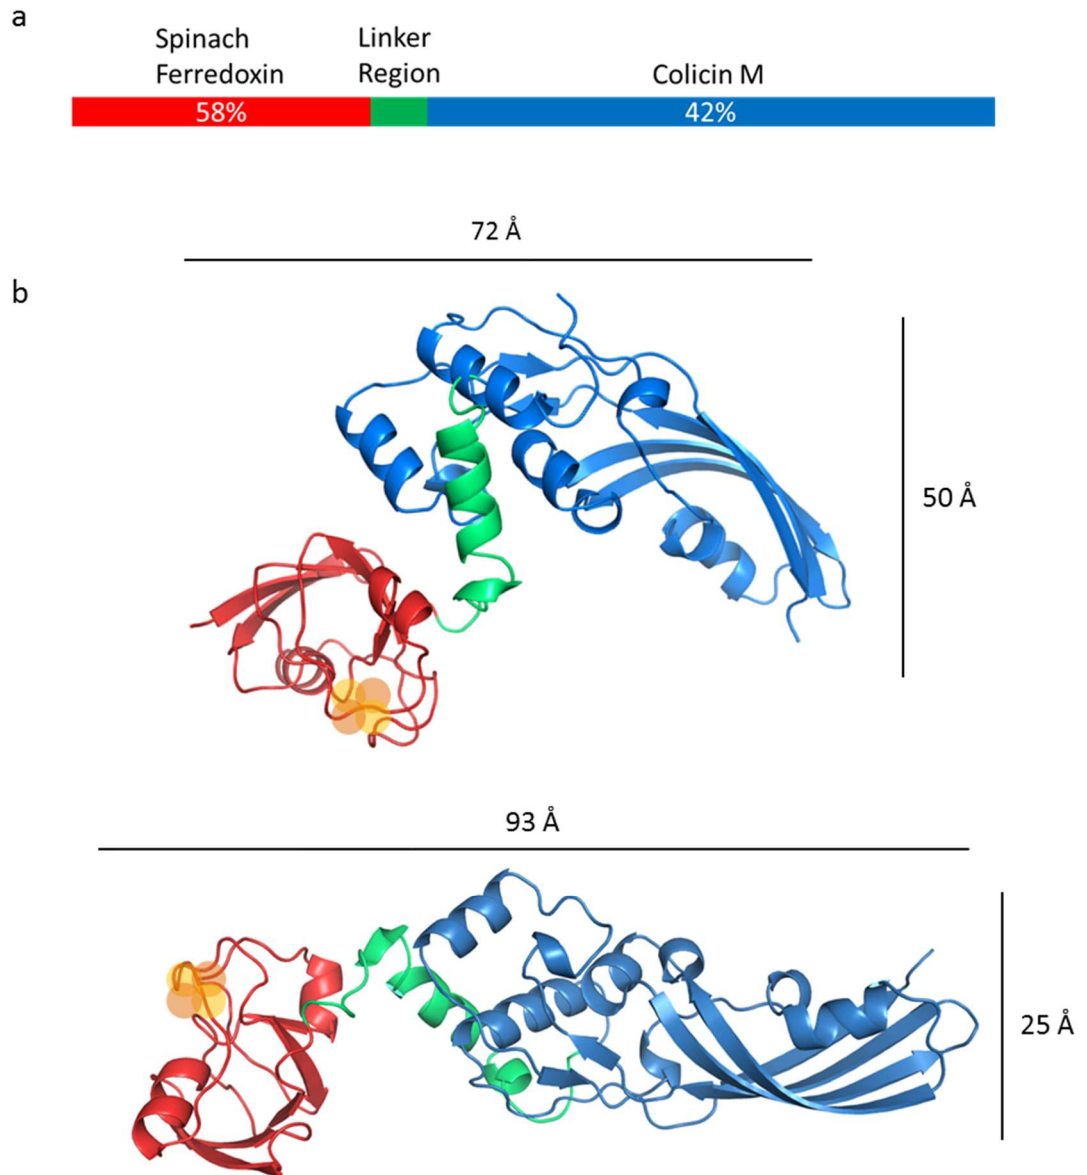 a
Spinach
Ferredoxin
Linker
Region
Colicin M
58%
42%
72 Å
b
50 Å
93 Å
25 Å